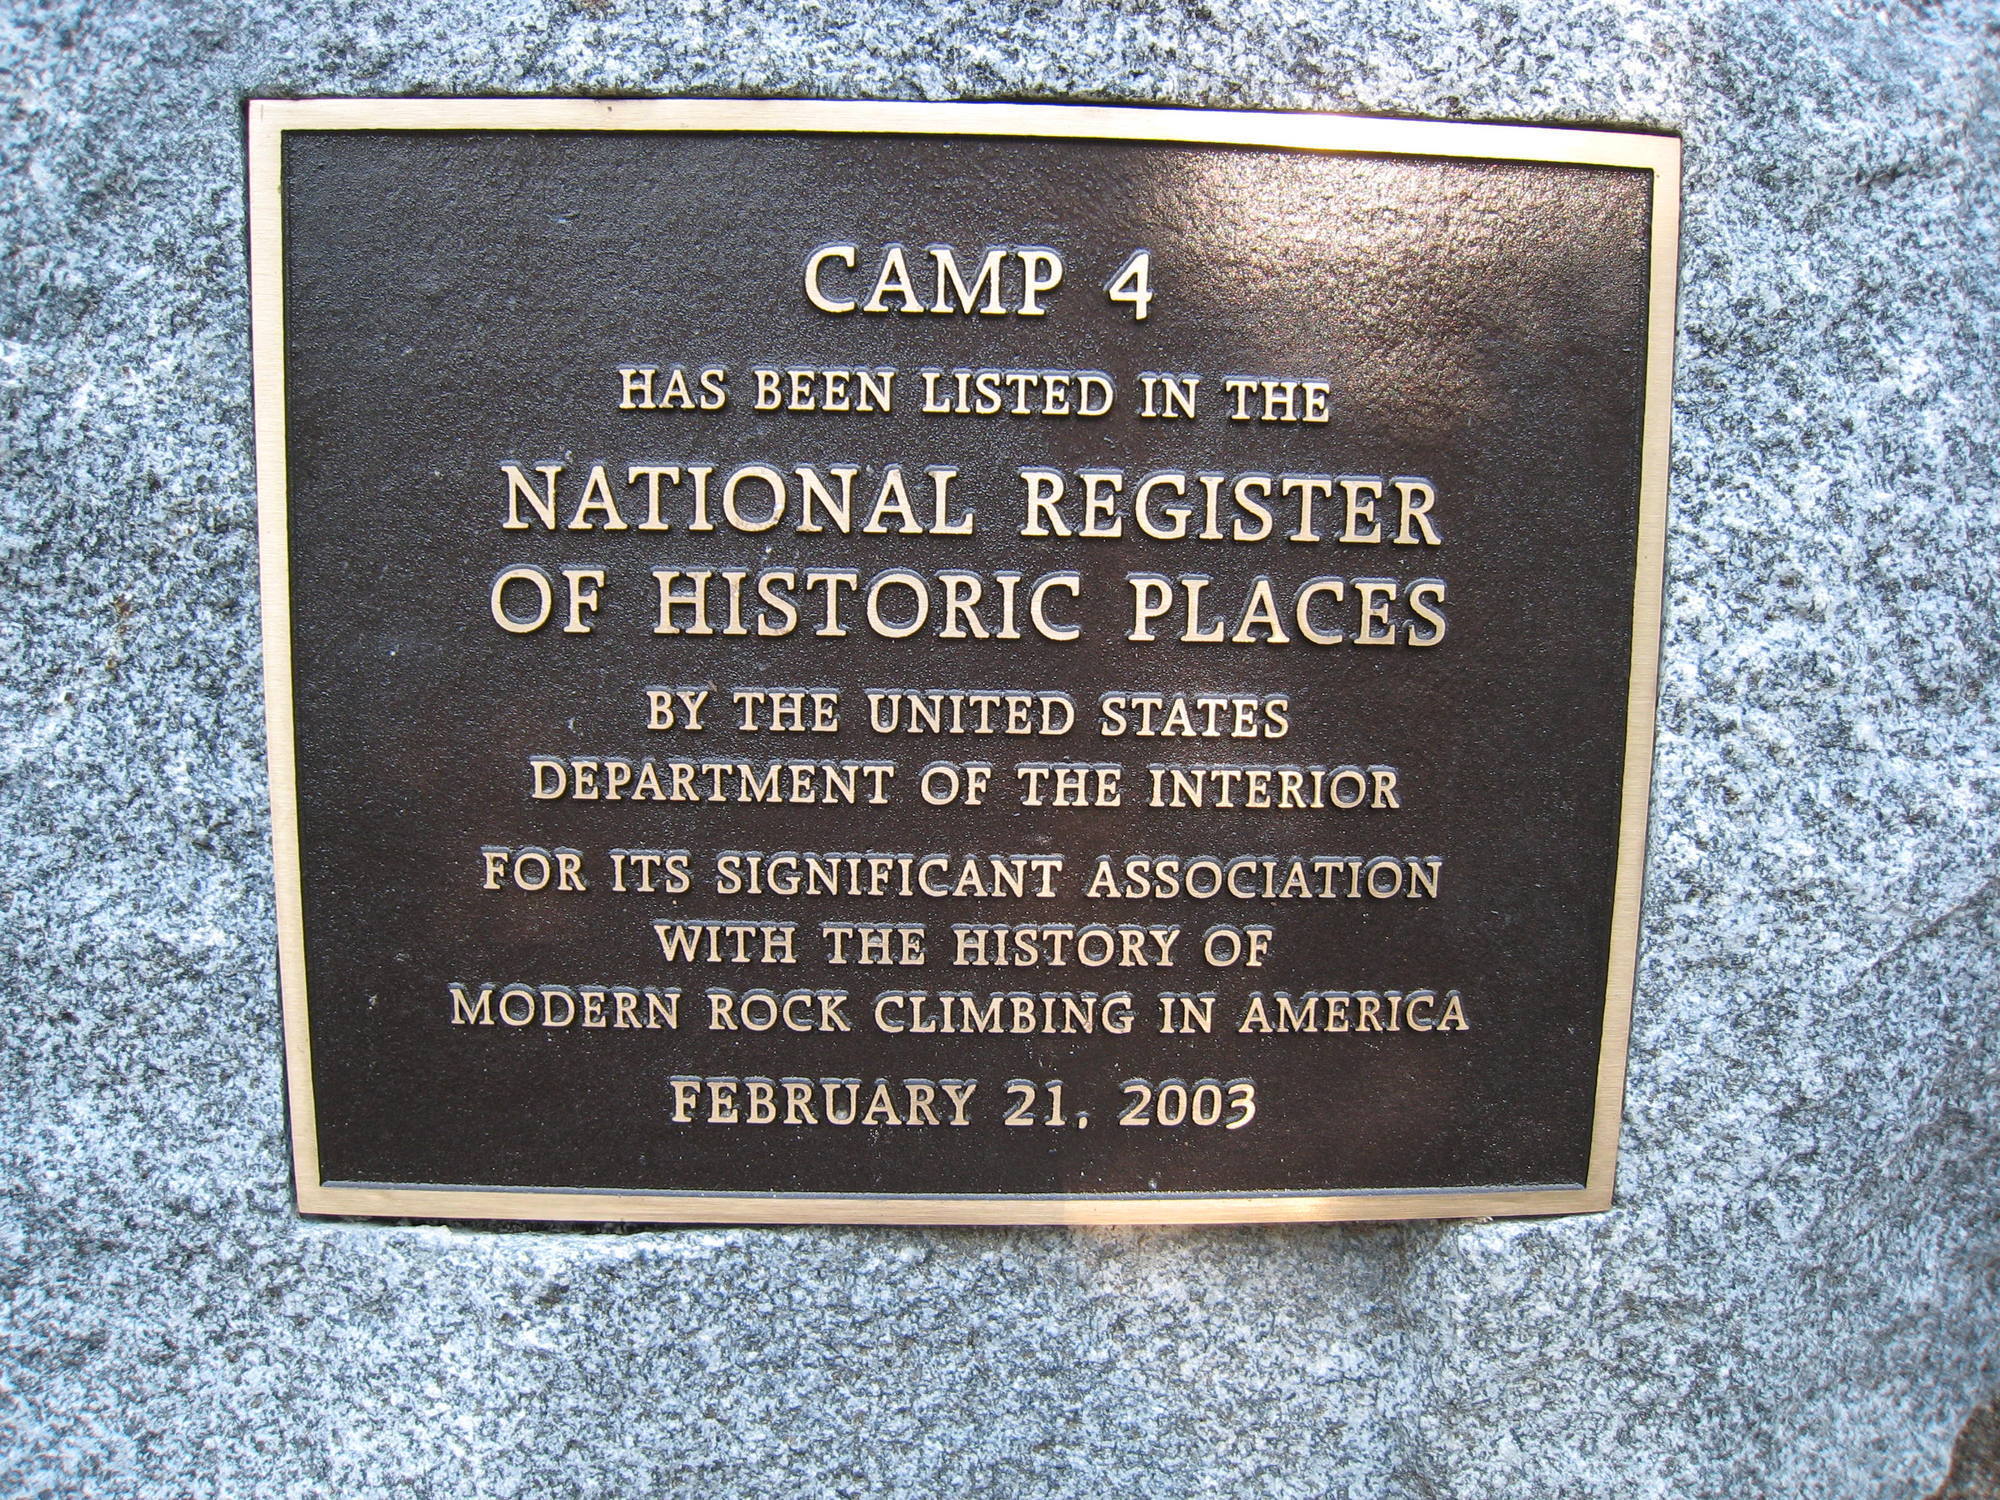 CAMP 4
HAS BEEN LISTED IN THE
NATIONAL REGISTER
OF HISTORIC PLACES
BY THE UNITED STATES
DEPARTMENT OF THE INTERIOR
FOR ITS SIGNIFICANT ASSOCIATION
WITH THE HISTORY OF
MODERN ROCK CLIMBING IN AMERICA
FEBRUARY 21, 2003